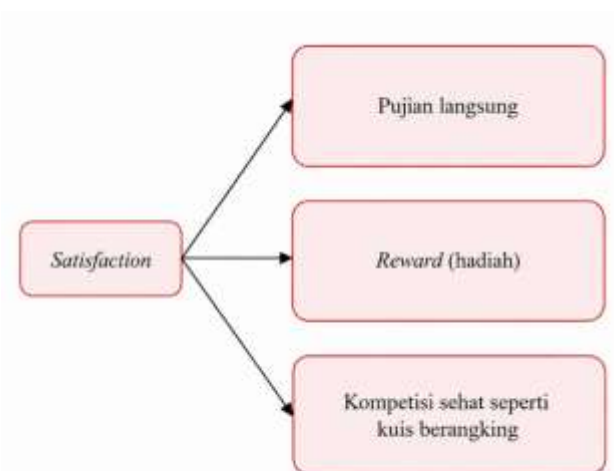 Pujian langsung
Satisfaction
Reward (hadiah)
Kompetisi sehat seperti
kuis berangking